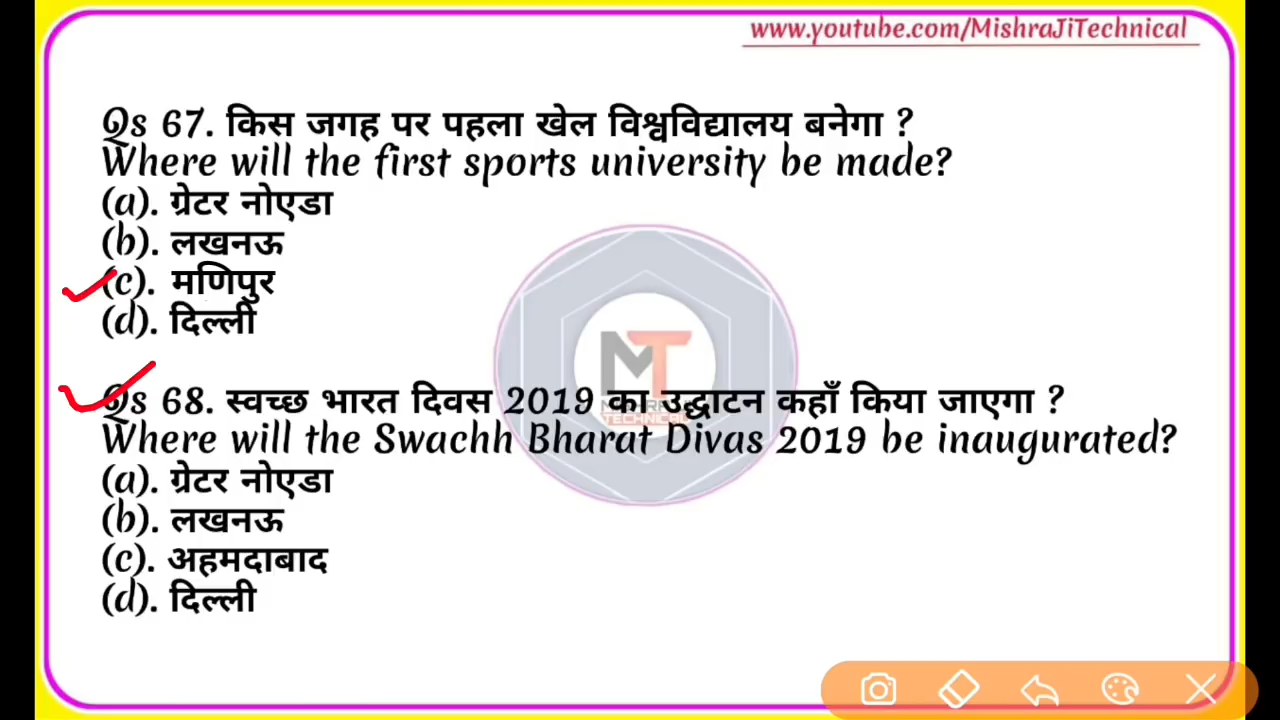 www.youtube.com/MishraJiTechnical
Qs 67. किस जगह पर पहला खेल विश्वविद्यालय बनेगा ?
Where will the first sports university be made?
(a). ग्रेटर नोएडा
(b). लखनऊ
(c). मणिपुर
(d). दिल्ली
Qs 68. स्वच्छ भारत दिवस 2019 का उद्घाटन कहाँ किया जाएगा ?
Where will the Swachh Bharat Divas 2019 be inaugurated?
(a). ग्रेटर नोएडा
(b). लखनऊ
(c). अहमदाबाद
(d). दिल्ली
MT
TECHNICAL